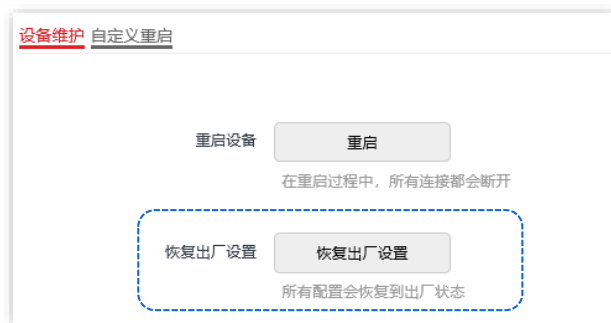 设备维护 自定义重启
重启设备 重启
在重启过程中，所有连接都会断开
恢复出厂设置 恢复出厂设置
所有配置会恢复到出厂状态